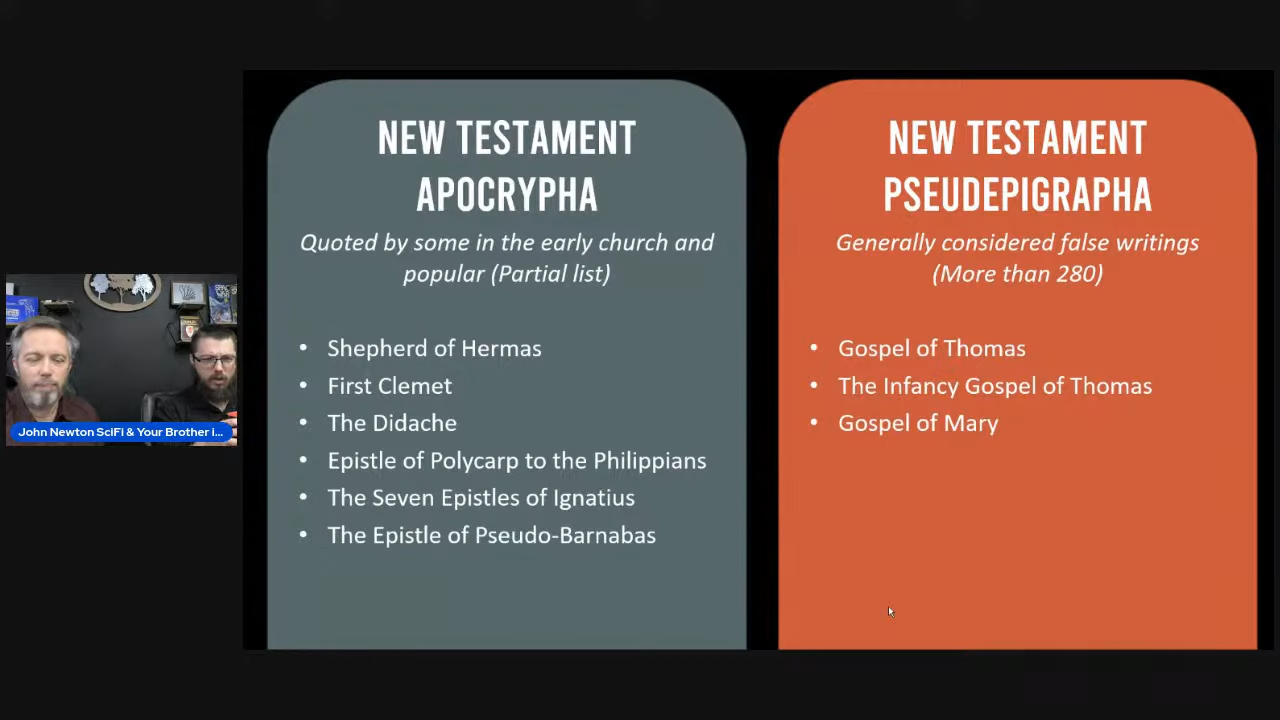 NEW TESTAMENT
APOCRYPHA
Quoted by some in the early church and
popular (Partial list)
• Shepherd of Hermas
• First Clemet
• The Didache
• Epistle of Polycarp to the Philippians
• The Seven Epistles of Ignatius
• The Epistle of Pseudo-Barnabas
NEW TESTAMENT
PSEUDEPIGRAPHA
Generally considered false writings
(More than 280)
• Gospel of Thomas
• The Infancy Gospel of Thomas
• Gospel of Mary
John Newton SciFi & Your Brother i...